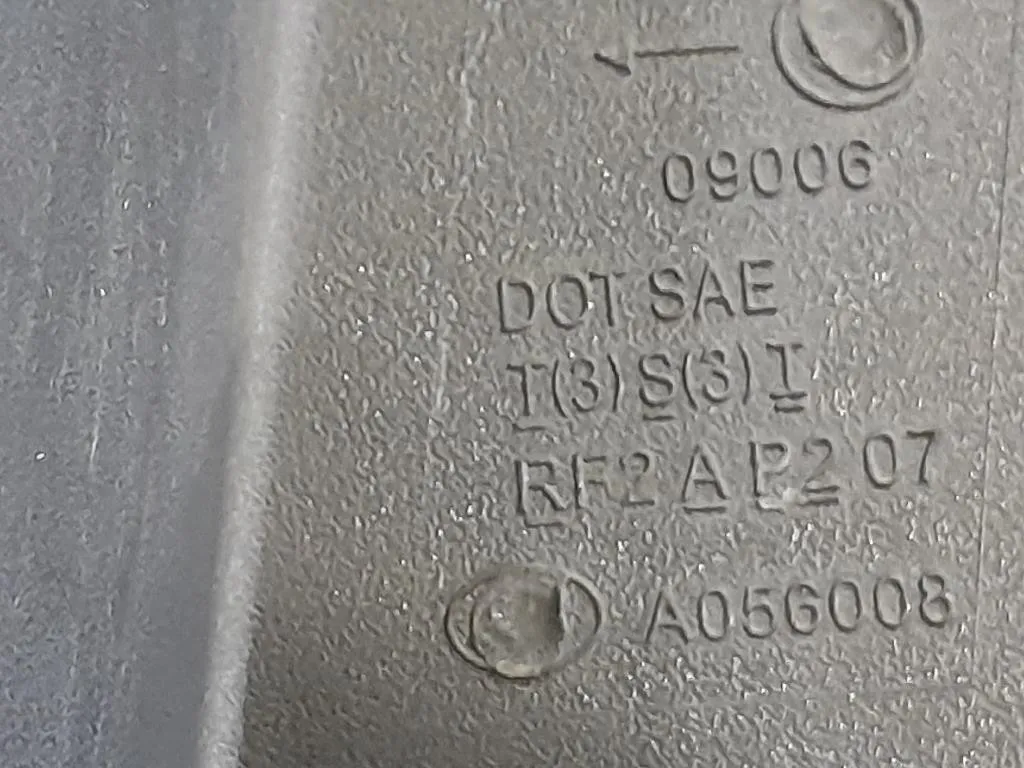 09006
DOT SAE
T(3) S(3) I
RF2 A P2 07
A056008